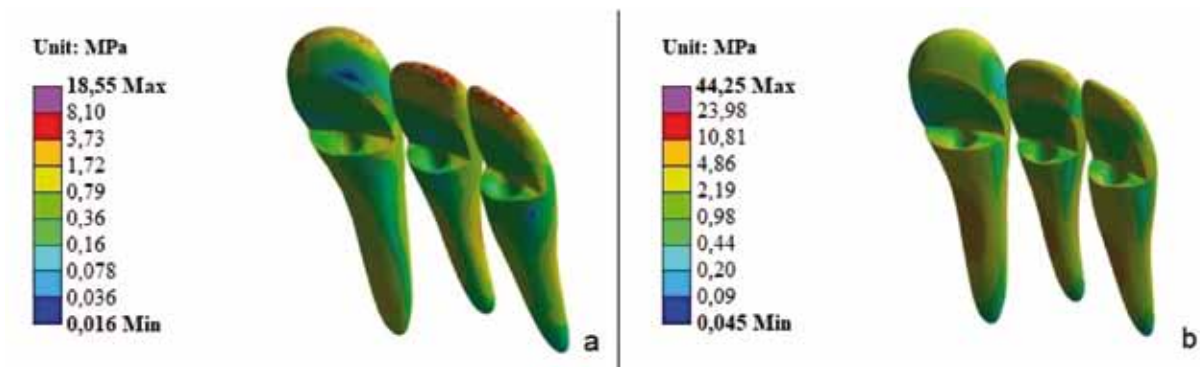 Unit: MPa
18,55 Max
8,10
3,73
1,72
0,79
0,36
0,16
0,078
0,036
0,016 Min
a
Unit: MPa
44,25 Max
23,98
10,81
4,86
2,19
0,98
0,44
0,20
0,09
0,045 Min
b